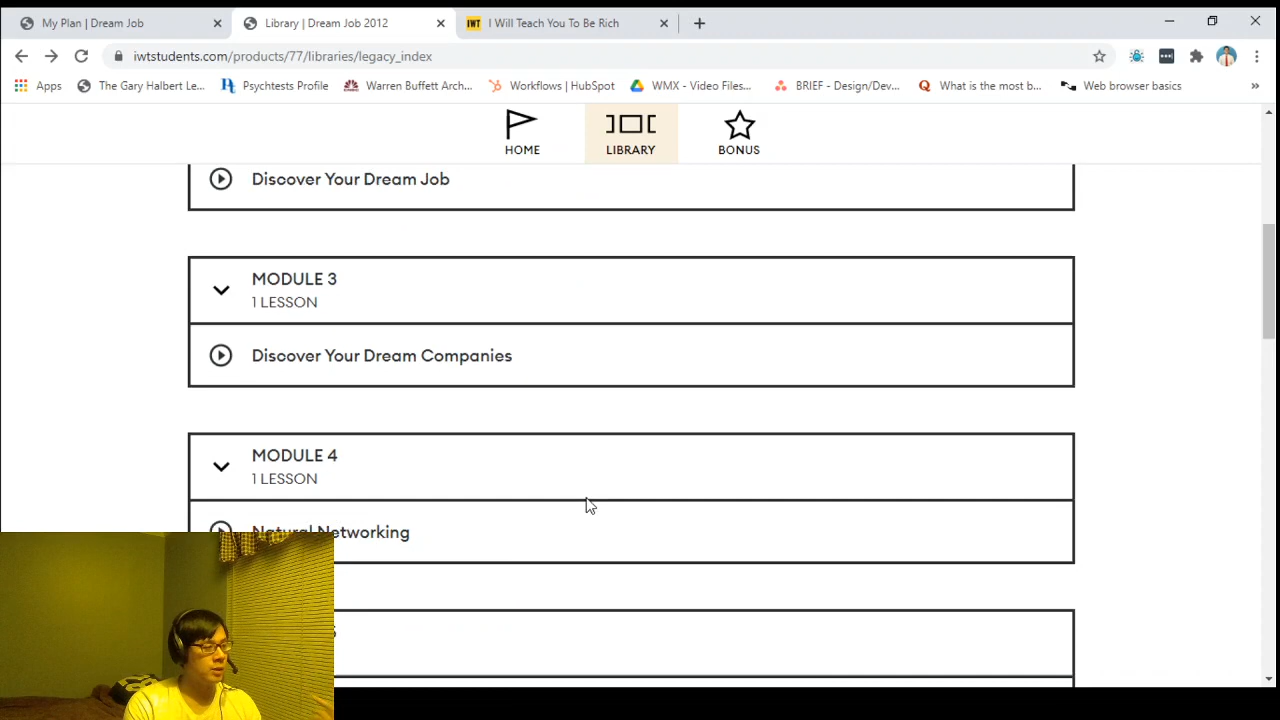 My Plan | Dream Job
Library | Dream Job 2012
IWT I Will Teach You To Be Rich
iwtstudents.com/products/77/libraries/legacy_index
Apps
The Gary Halbert Le...
Psychtests Profile
Warren Buffett Arch...
Workflows | HubSpot
WMX - Video Files...
BRIEF - Design/Dev...
What is the most b...
Web browser basics
HOME
LIBRARY
BONUS
Discover Your Dream Job
MODULE 3
1 LESSON
Discover Your Dream Companies
MODULE 4
1 LESSON
Natural Networking